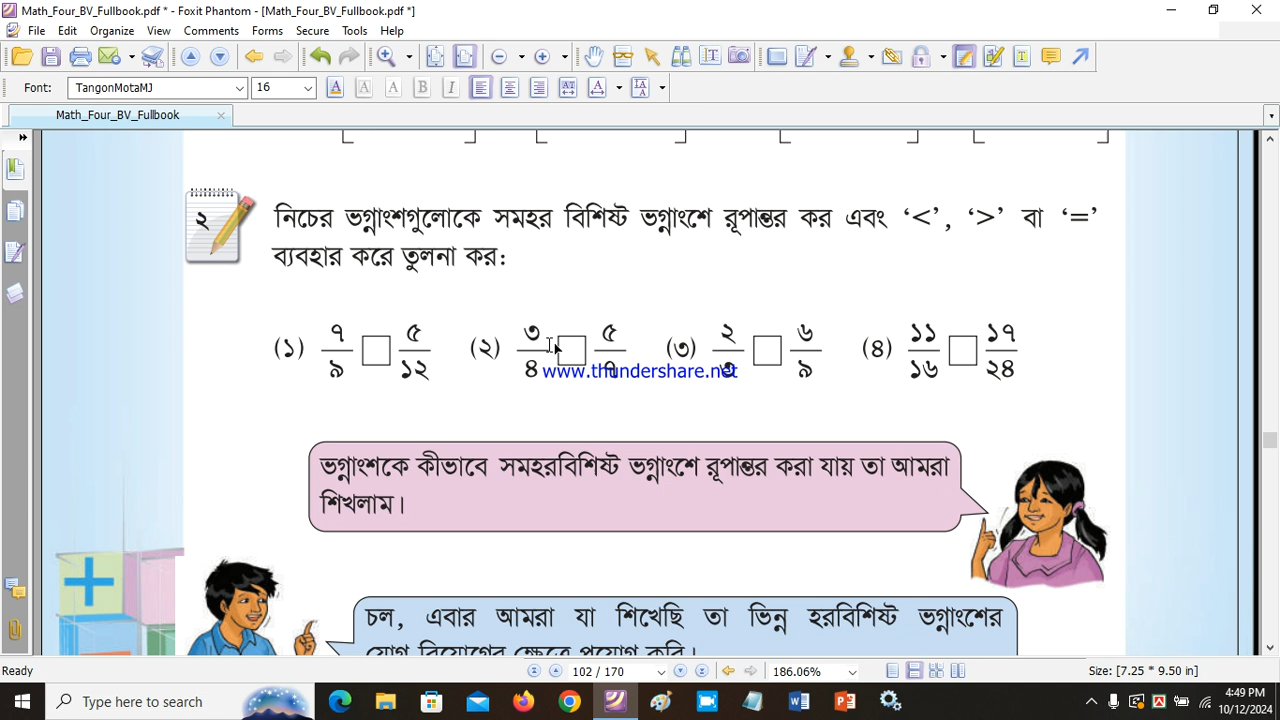 Math_Four_BV_Fullbook.pdf * - Foxit Phantom - [Math_Four_BV_Fullbook.pdf *]
File Edit Organize View Comments Forms Secure Tools Help
Font: TangonMotaMJ 16
Math_Four_BV_Fullbook
২ নিচের ভগ্নাংশগুলোকে সমহর বিশিষ্ট ভগ্নাংশে রূপান্তর কর এবং ‘<’, ‘>’ বা ‘=’
ব্যবহার করে তুলনা কর:
(১) ৭/৯ □ ৫/১২ (২) ৩/৪ □ ৫/৭ (৩) ২/৩ □ ৬/৯ (৪) ১১/১৬ □ ১৭/২৪
www.thundershare.net
ভগ্নাংশকে কীভাবে সমহরবিশিষ্ট ভগ্নাংশে রূপান্তর করা যায় তা আমরা
শিখলাম।
চল, এবার আমরা যা শিখেছি তা ভিন্ন হরবিশিষ্ট ভগ্নাংশের
যোগ বিয়োগের ক্ষেত্রে প্রয়োগ করি।
Ready 102 / 170 186.06% Size: [7.25 * 9.50 in]
Type here to search 4:49 PM
10/12/2024